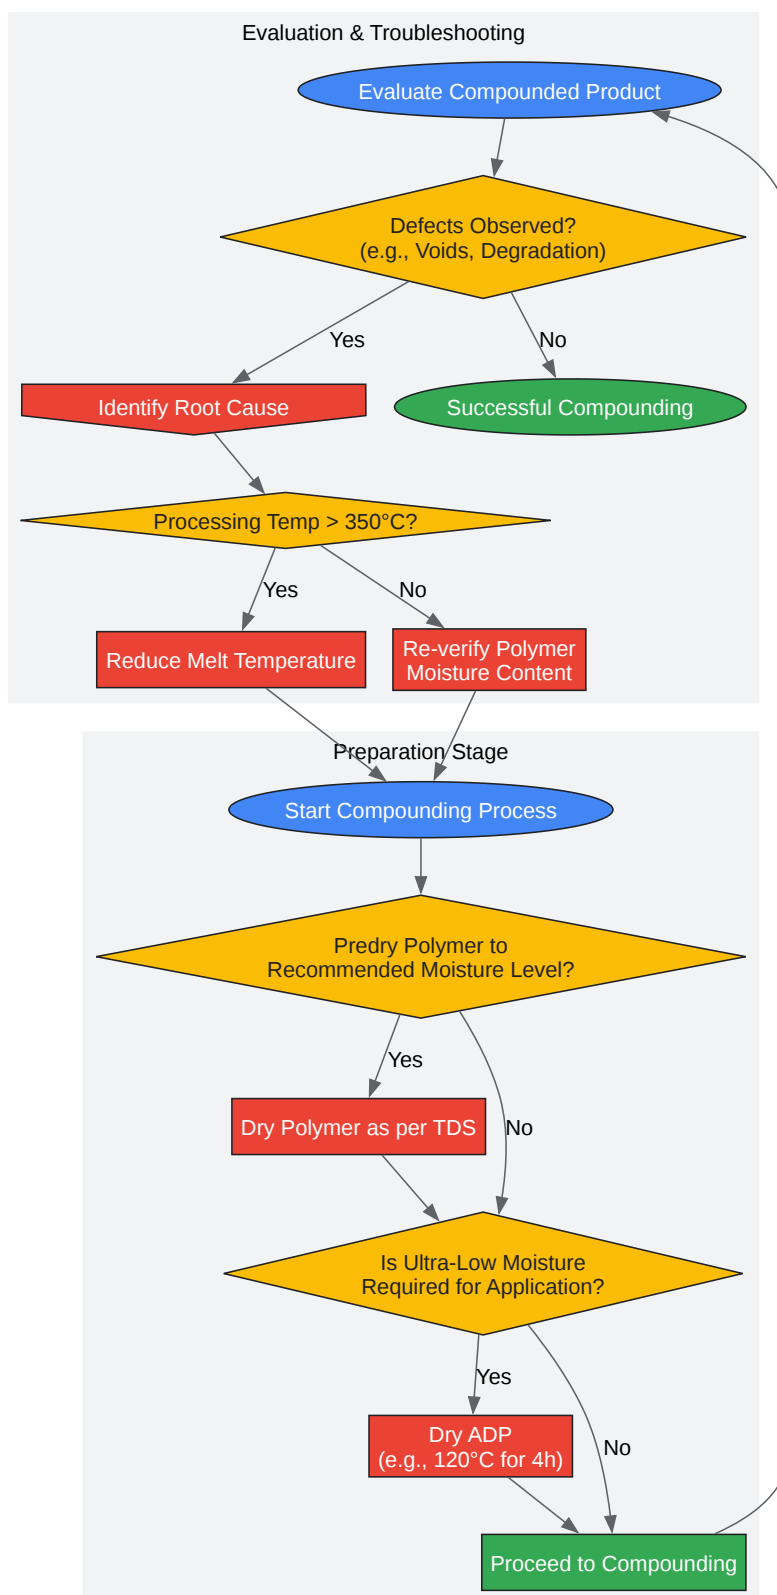 Evaluation & Troubleshooting
Evaluate Compounded Product
Defects Observed?
(e.g., Voids, Degradation)
Yes
No
Identify Root Cause
Successful Compounding
Processing Temp > 350°C?
Yes
No
Reduce Melt Temperature
Re-verify Polymer
Moisture Content
Preparation Stage
Start Compounding Process
Predry Polymer to
Recommended Moisture Level?
Yes
Dry Polymer as per TDS
No
Is Ultra-Low Moisture
Required for Application?
Yes
Dry ADP
(e.g., 120°C for 4h)
No
Proceed to Compounding